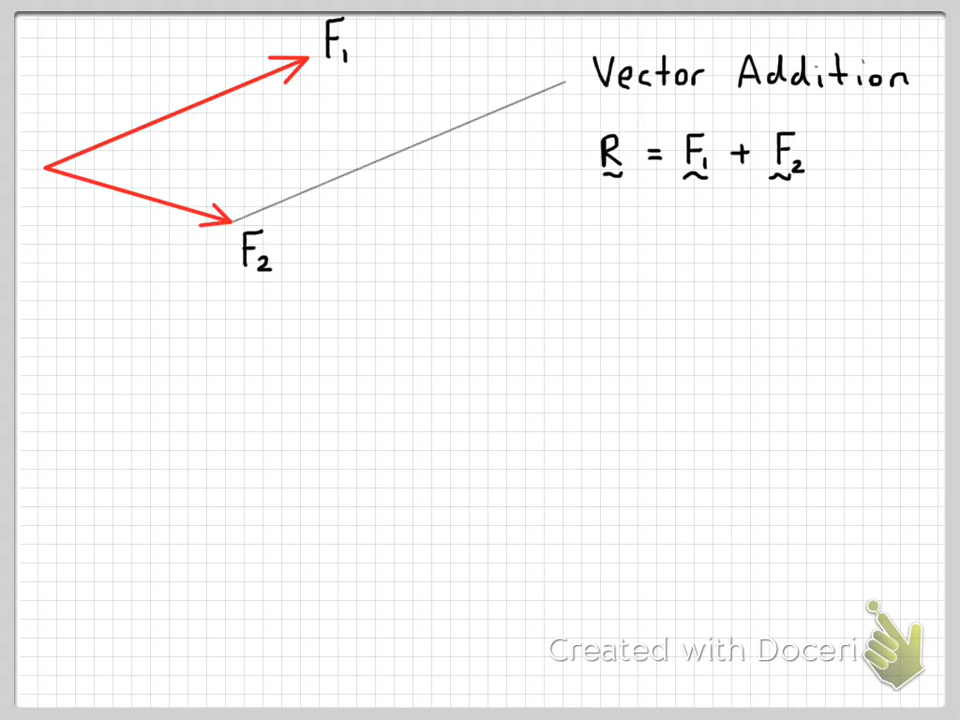 F₁
Vector Addition
R = F₁ + F₂
F₂
Created with Doceri